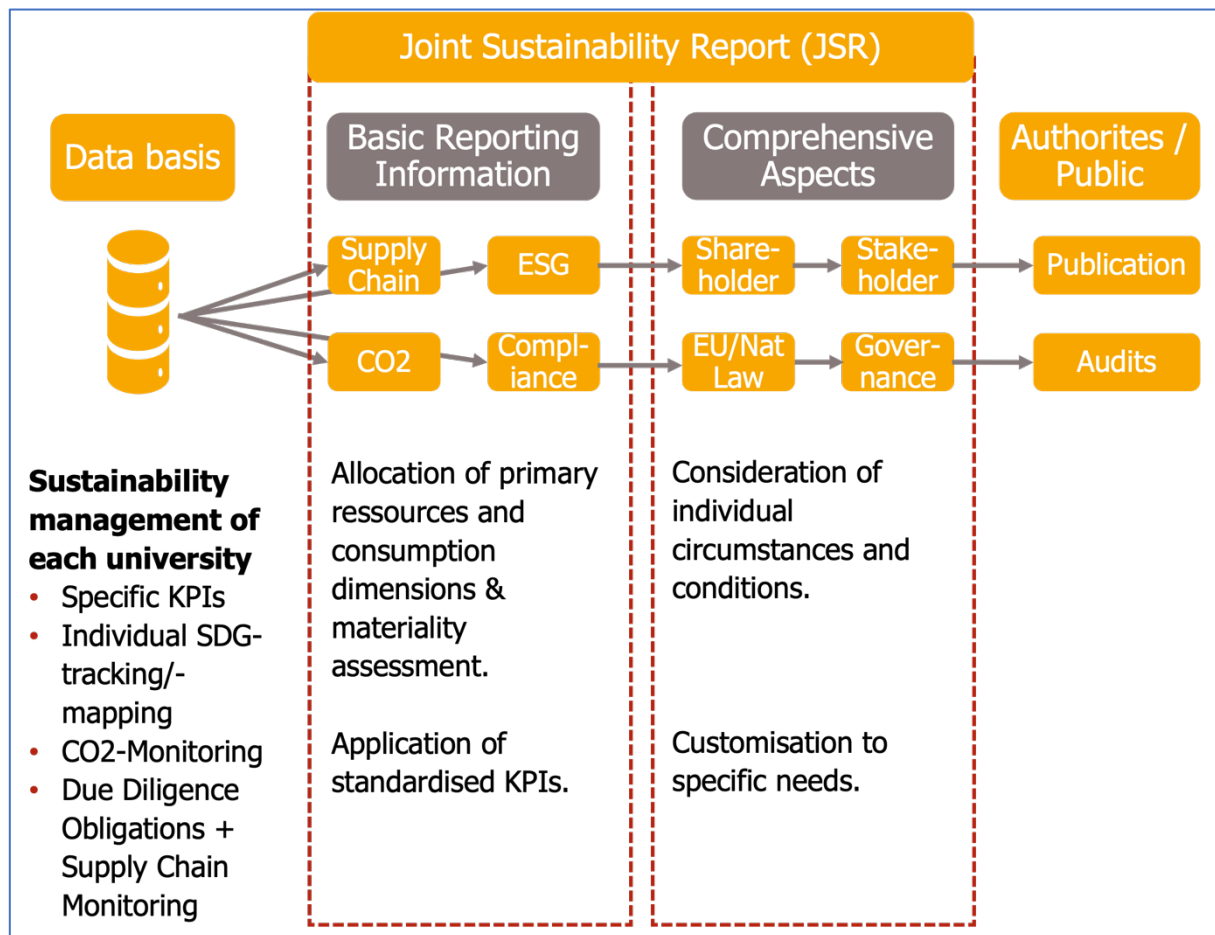 Joint Sustainability Report (JSR)
Data basis
Basic Reporting
Information
Comprehensive
Aspects
Authorites /
Public
Supply
Chain
ESG
Share-
holder
Stake-
holder
Publication
CO2
Compl-
iance
EU/Nat
Law
Gover-
nance
Audits
Sustainability
management of
each university
• Specific KPIs
• Individual SDG-
tracking/-
mapping
• CO2-Monitoring
• Due Diligence
Obligations +
Supply Chain
Monitoring
Allocation of primary
ressources and
consumption
dimensions &
materiality
assessment.
Application of
standardised KPIs.
Consideration of
individual
circumstances and
conditions.
Customisation to
specific needs.